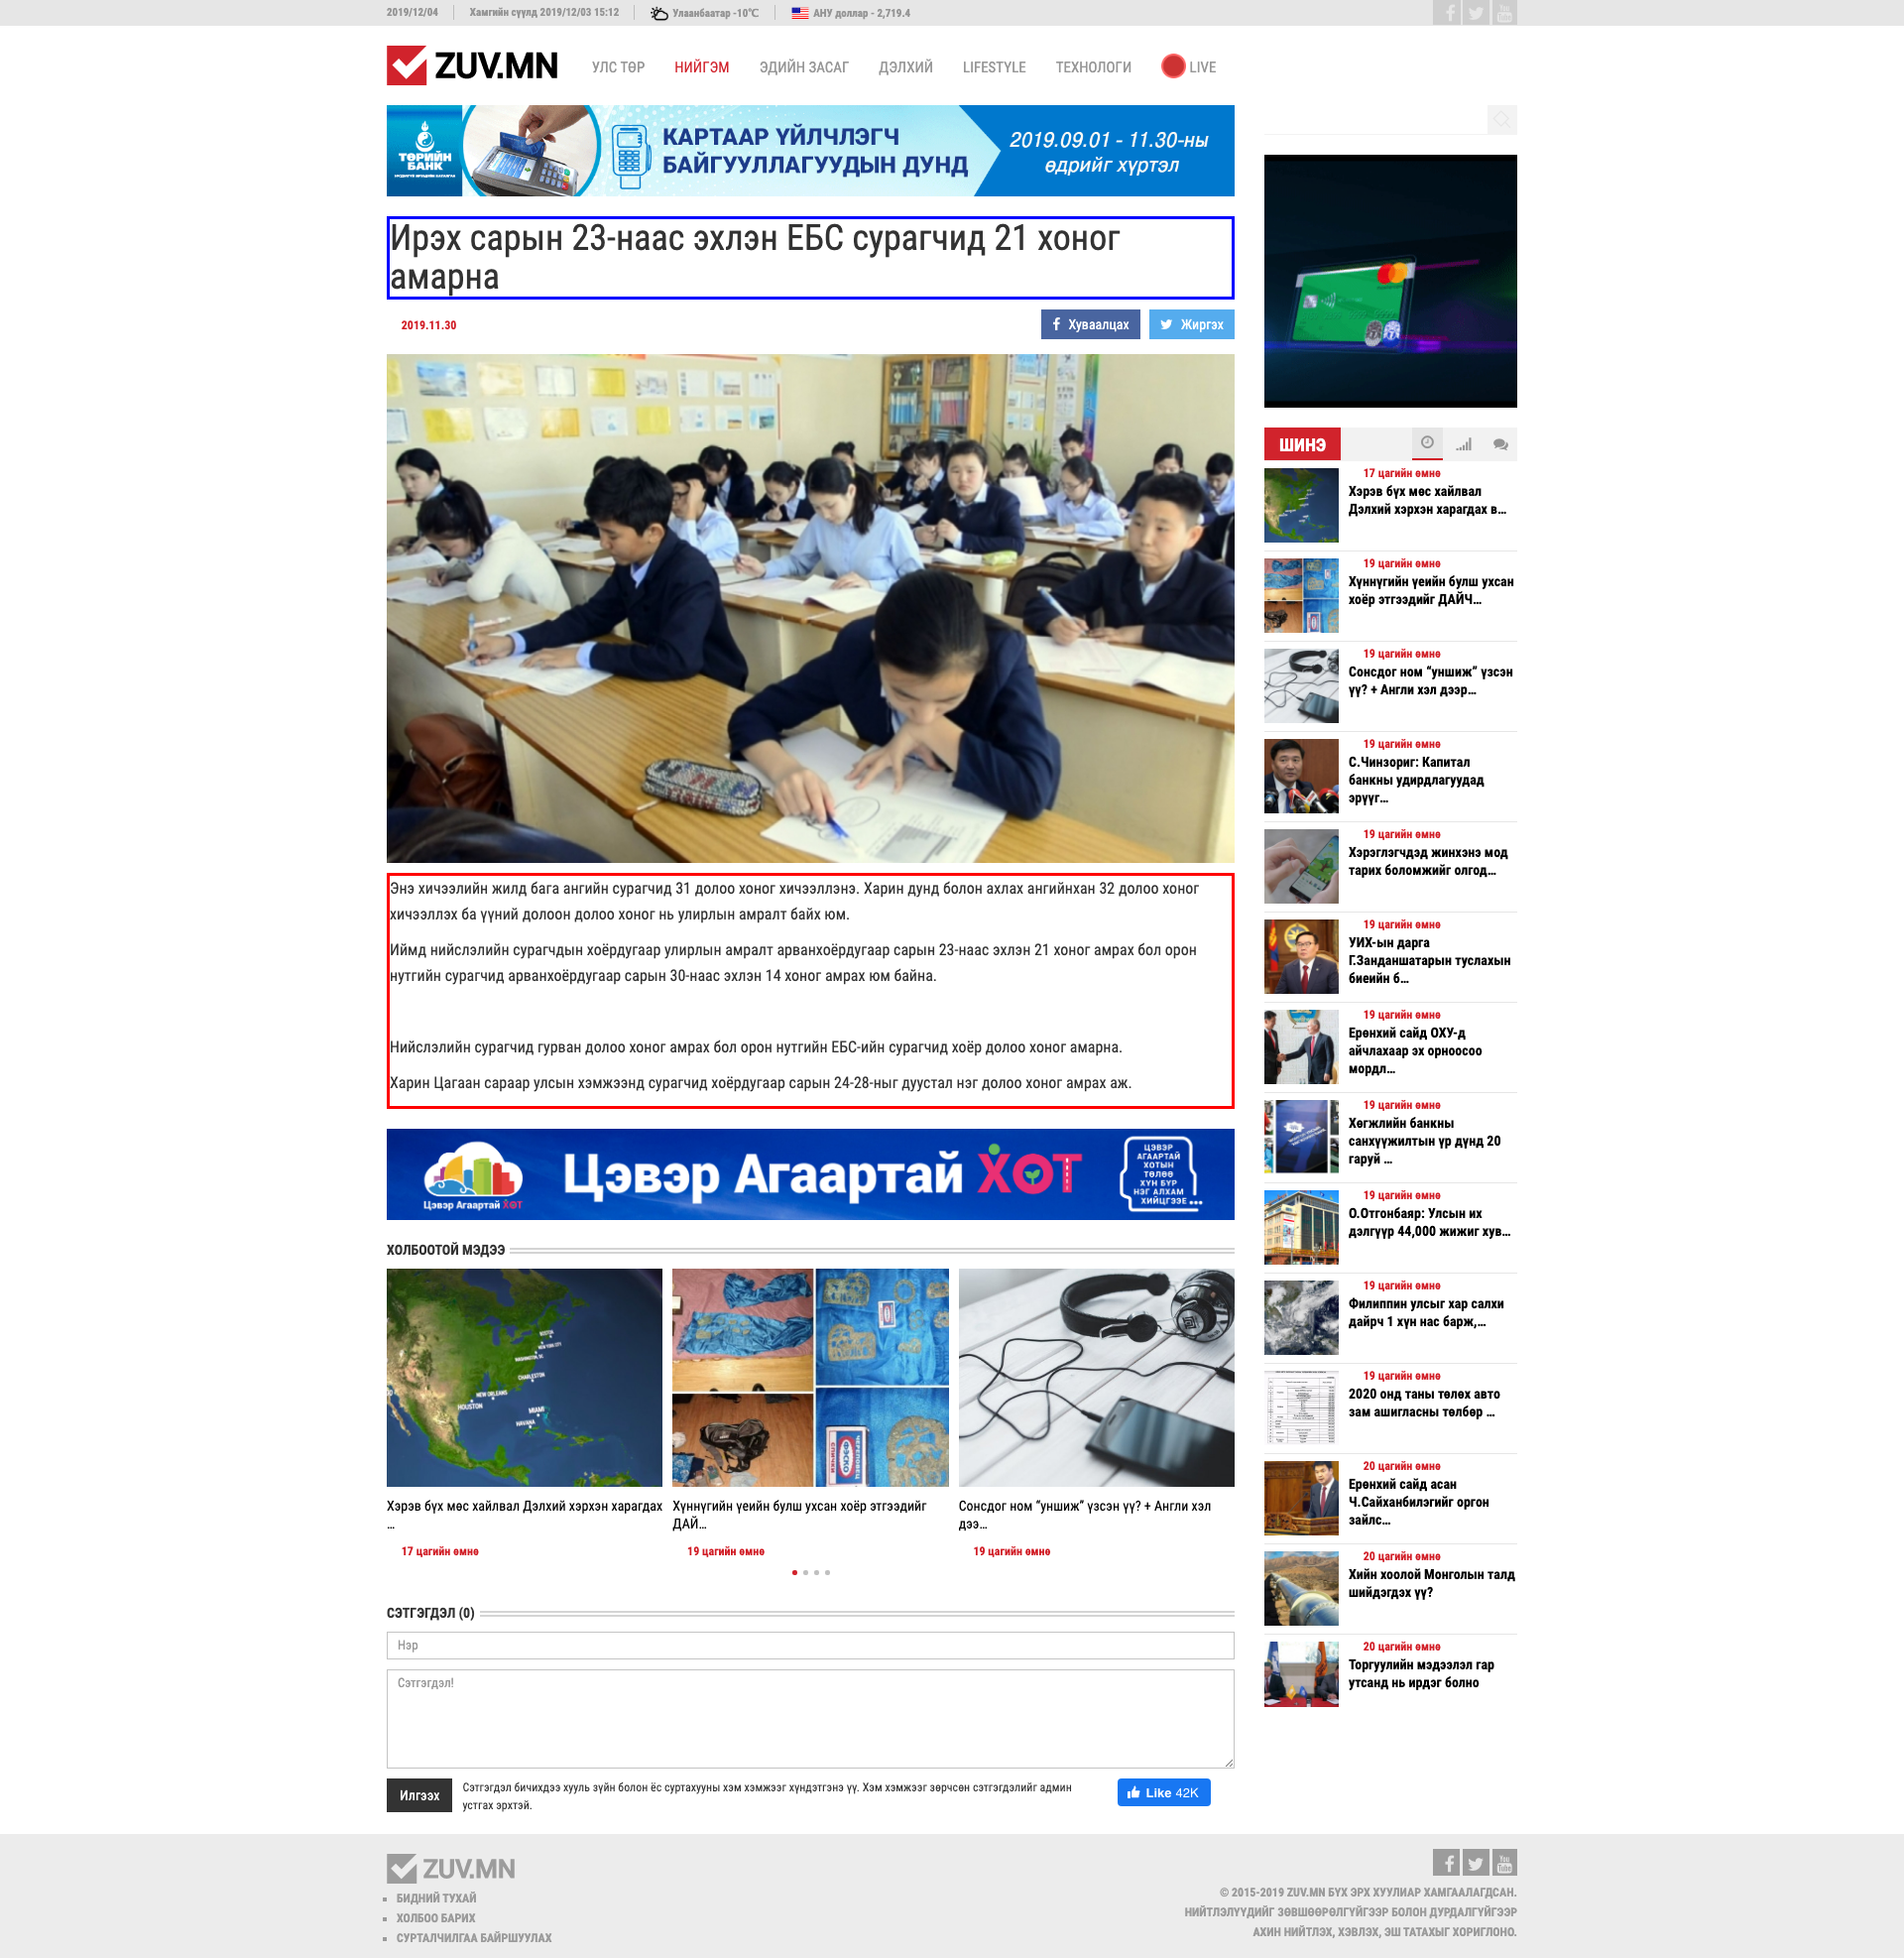 2019/12/04
Хамгийн сүүлд 2019/12/03 15:12
Улаанбаатар -10℃
АНУ доллар - 2,719.4
ZUV.MN
УЛС ТӨР
НИЙГЭМ
ЭДИЙН ЗАСАГ
ДЭЛХИЙ
LIFESTYLE
ТЕХНОЛОГИ
LIVE
ТӨРИЙН
БАНК
КАРТААР ҮЙЛЧЛЭГЧ
БАЙГУУЛЛАГУУДЫН ДУНД
2019.09.01 - 11.30-ны
өдрийг хүртэл
Ирэх сарын 23-наас эхлэн ЕБС сурагчид 21 хоног
амарна
2019.11.30
Хуваалцах
Жиргэх
Энэ хичээлийн жилд бага ангийн сурагчид 31 долоо хоног хичээллэнэ. Харин дунд болон ахлах ангийнхан 32 долоо хоног
хичээллэх ба үүний долоон долоо хоног нь улирлын амралт байх юм.
Иймд нийслэлийн сурагчдын хоёрдугаар улирлын амралт арванхоёрдугаар сарын 23-наас эхлэн 21 хоног амрах бол орон
нутгийн сурагчид арванхоёрдугаар сарын 30-наас эхлэн 14 хоног амрах юм байна.
Нийслэлийн сурагчид гурван долоо хоног амрах бол орон нутгийн ЕБС-ийн сурагчид хоёр долоо хоног амарна.
Харин Цагаан сараар улсын хэмжээнд сурагчид хоёрдугаар сарын 24-28-ныг дуустал нэг долоо хоног амрах аж.
Цэвэр Агаартай ХОТ
Цэвэр Агаартай ХОТ
ЦЭВЭР
АГААРТАЙ
ХОТЫН
ТӨЛӨӨ
ХҮН БҮР
НЭГ АЛХАМ
ХИЙЦГЭЕЕ...
ХОЛБООТОЙ МЭДЭЭ
BOSTON
NEW YORK CITY
WASHINGTON, DC
CHARLESTON
NEW ORLEANS
HOUSTON
MIAMI
HAVANA
ФЭСКО
СПИЧКИ
ЧЕРЕПОВЕЦ
Хэрэв бүх мөс хайлвал Дэлхий хэрхэн харагдах
...
17 цагийн өмнө
Хүннүгийн үеийн булш ухсан хоёр этгээдийг
ДАЙ...
19 цагийн өмнө
Сонсдог ном “уншиж” үзсэн үү? + Англи хэл
дээ...
19 цагийн өмнө
СЭТГЭГДЭЛ (0)
Нэр
Сэтгэгдэл!
Илгээх
Сэтгэгдэл бичихдээ хууль зүйн болон ёс суртахууны хэм хэмжээг хүндэтгэнэ үү. Хэм хэмжээг зөрчсөн сэтгэгдэлийг админ
устгах эрхтэй.
Like 42K
ШИНЭ
17 цагийн өмнө
Хэрэв бүх мөс хайлвал
Дэлхий хэрхэн харагдах в...
19 цагийн өмнө
Хүннүгийн үеийн булш ухсан
хоёр этгээдийг ДАЙЧ...
19 цагийн өмнө
Сонсдог ном “уншиж” үзсэн
үү? + Англи хэл дээр...
19 цагийн өмнө
С.Чинзориг: Капитал
банкны удирдлагуудад
эрүүг...
19 цагийн өмнө
Хэрэглэгчдэд жинхэнэ мод
тарих боломжийг олгод...
19 цагийн өмнө
УИХ-ын дарга
Г.Занданшатарын туслахын
биеийн б...
19 цагийн өмнө
Ерөнхий сайд ОХУ-д
айчлахаар эх орноосоо
мордл...
19 цагийн өмнө
Хөгжлийн банкны
санхүүжилтын үр дүнд 20
гаруй ...
19 цагийн өмнө
О.Отгонбаяр: Улсын их
дэлгүүр 44,000 жижиг хув...
19 цагийн өмнө
Филиппин улсыг хар салхи
дайрч 1 хүн нас барж,...
19 цагийн өмнө
2020 онд таны төлөх авто
зам ашигласны төлбөр ...
20 цагийн өмнө
Ерөнхий сайд асан
Ч.Сайханбилэгийг оргон
зайлс...
20 цагийн өмнө
Хийн хоолой Монголын талд
шийдэгдэх үү?
20 цагийн өмнө
Торгуулийн мэдээлэл гар
утсанд нь ирдэг болно
ZUV.MN
БИДНИЙ ТУХАЙ
ХОЛБОО БАРИХ
СУРТАЛЧИЛГАА БАЙРШУУЛАХ
© 2015-2019 ZUV.MN БҮХ ЭРХ ХУУЛИАР ХАМГААЛАГДСАН.
НИЙТЛЭЛҮҮДИЙГ ЗӨВШӨӨРӨЛГҮЙГЭЭР БОЛОН ДУРДАЛГҮЙГЭЭР
АХИН НИЙТЛЭХ, ХЭВЛЭХ, ЭШ ТАТАХЫГ ХОРИГЛОНО.